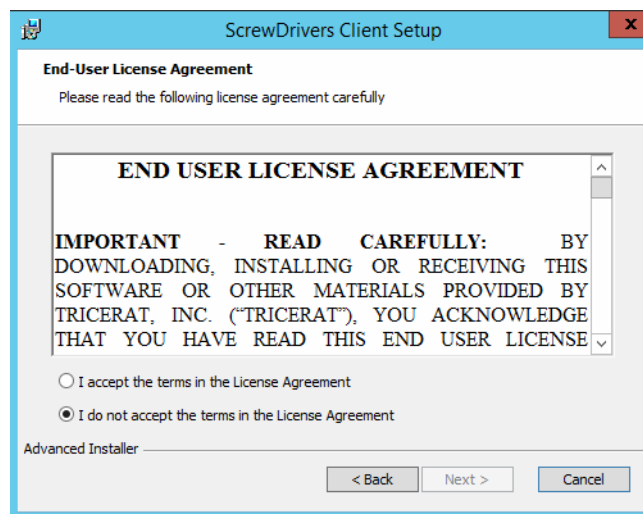 ScrewDrivers Client Setup
x
End-User License Agreement
Please read the following license agreement carefully
END USER LICENSE AGREEMENT
IMPORTANT - READ CAREFULLY: BY
DOWNLOADING, INSTALLING OR RECEIVING THIS
SOFTWARE OR OTHER MATERIALS PROVIDED BY
TRICERAT, INC. (“TRICERAT”), YOU ACKNOWLEDGE
THAT YOU HAVE READ THIS END USER LICENSE
I accept the terms in the License Agreement
I do not accept the terms in the License Agreement
Advanced Installer
< Back Next > Cancel